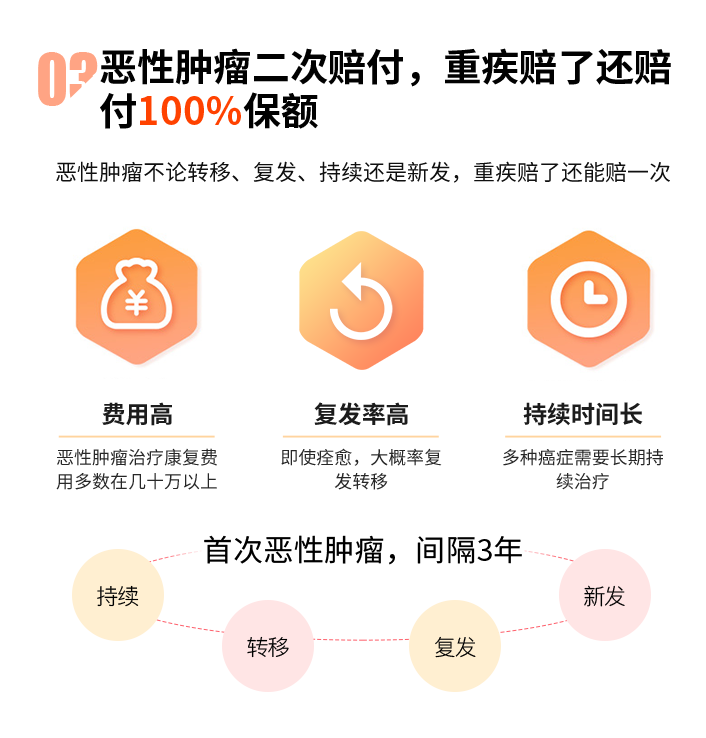 03 恶性肿瘤二次赔付，重疾赔了还赔
付100%保额
恶性肿瘤不论转移、复发、持续还是新发，重疾赔了还能赔一次
¥
费用高
恶性肿瘤治疗康复费
用多数在几十万以上
复发率高
即使痊愈，大概率复
发转移
持续时间长
多种癌症需要长期持
续治疗
首次恶性肿瘤，间隔3年
持续
转移
复发
新发